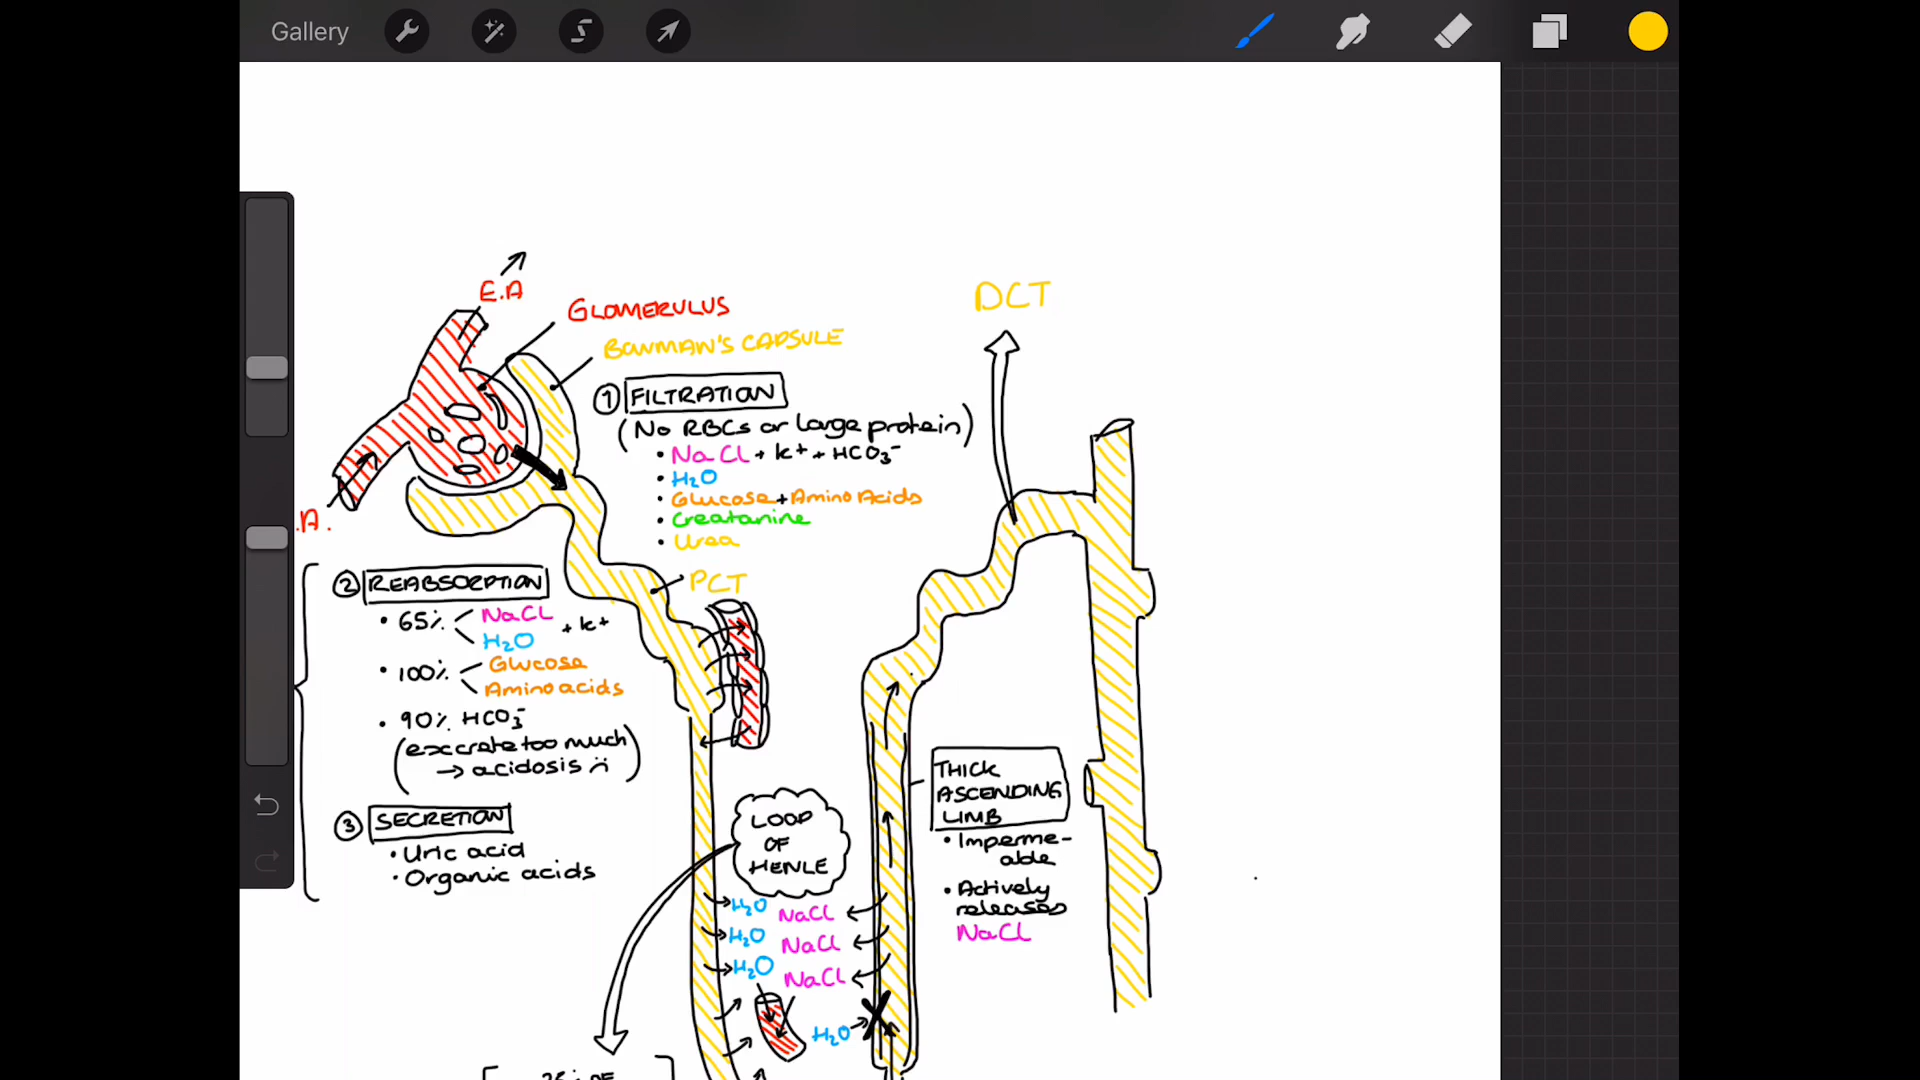 Gallery
E.A
GLOMERULUS
BOWMAN'S CAPSULE
DCT
① FILTRATION
(No RBCs or large protein)
• NaCl + K+ + HCO3-
• H2O
• Glucose + Amino Acids
• Creatanine
• Urea
.A.
PCT
② REABSORPTION
• 65% NaCl
H2O + K+
• 100% Glucose
Amino acids
• 90% HCO3-
(excrete too much
→ acidosis :()
③ SECRETION
• Uric acid
• Organic acids
LOOP
OF
HENLE
THICK
ASCENDING
LIMB
• Imperme-
able
• Actively
releases
NaCl
H2O NaCl
H2O NaCl
H2O NaCl
H2O